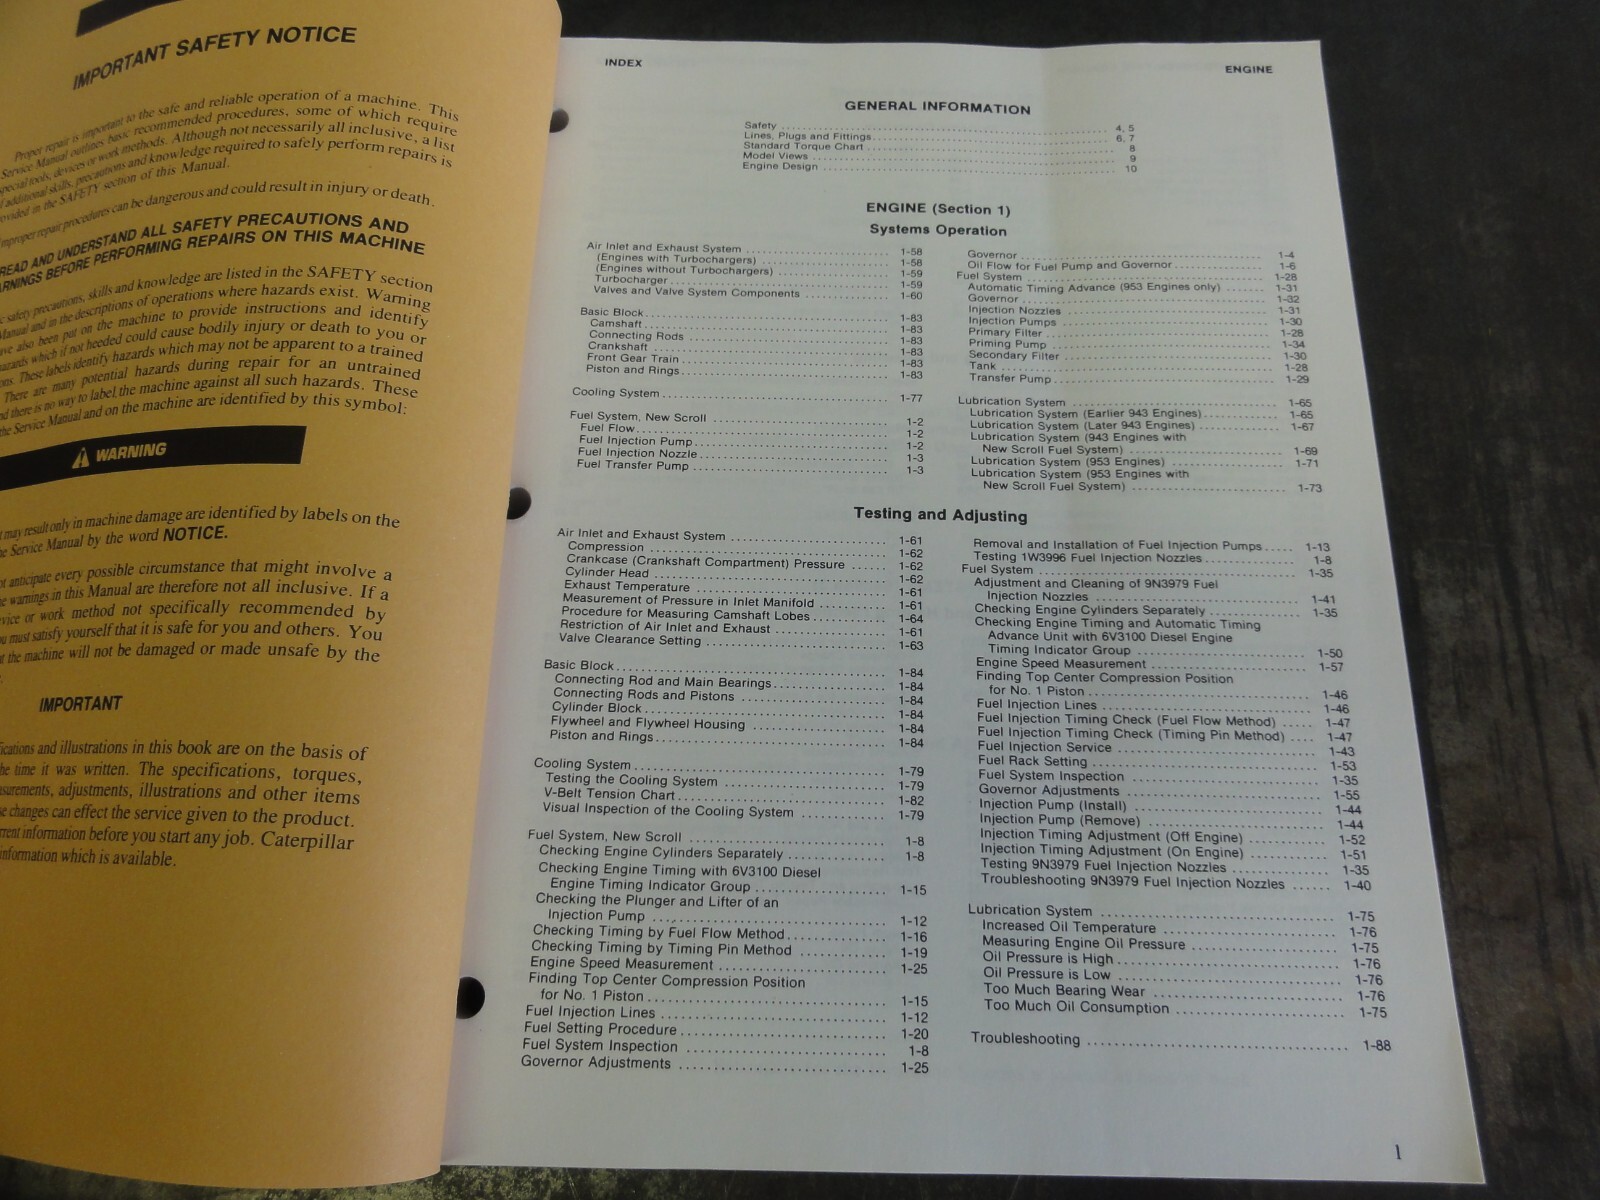 IMPORTANT SAFETY NOTICE
Proper repair is important to the safe and reliable operation of a machine. This
Service Manual outlines basic recommended procedures, some of which require
special tools, devices or work methods. Although not necessarily all inclusive, a list
additional skills, precautions and knowledge required to safely perform repairs is
provided in the SAFETY section of this Manual.
Improper repair procedures can be dangerous and could result in injury or death.
READ AND UNDERSTAND ALL SAFETY PRECAUTIONS AND
BEFORE PERFORMING REPAIRS ON THIS MACHINE
safety precautions, skills and knowledge are listed in the SAFETY section
Manual and in the descriptions of operations where hazards exist. Warning
also been put on the machine to provide instructions and identify
hazards which if not heeded could cause bodily injury or death to you or
These labels identify hazards which may not be apparent to a trained
There are many potential hazards during repair for an untrained
and there is no way to label the machine against all such hazards. These
the Service Manual and on the machine are identified by this symbol:
WARNING
may result only in machine damage are identified by labels on the
Service Manual by the word NOTICE.
anticipate every possible circumstance that might involve a
warnings in this Manual are therefore not all inclusive. If a
or work method not specifically recommended by
must satisfy yourself that it is safe for you and others. You
the machine will not be damaged or made unsafe by the
IMPORTANT
and illustrations in this book are on the basis of
the time it was written. The specifications, torques,
adjustments, illustrations and other items
changes can effect the service given to the product.
information before you start any job. Caterpillar
information which is available.
INDEX
ENGINE
GENERAL INFORMATION
Safety 4, 5
Lines, Plugs and Fittings 6, 7
Standard Torque Chart 8
Model Views 9
Engine Design 10
ENGINE (Section 1)
Systems Operation
Air Inlet and Exhaust System 1-58
(Engines with Turbochargers) 1-58
(Engines without Turbochargers) 1-59
Turbocharger 1-59
Valves and Valve System Components 1-60
Basic Block 1-83
Camshaft 1-83
Connecting Rods 1-83
Crankshaft 1-83
Front Gear Train 1-83
Piston and Rings 1-83
Cooling System 1-77
Fuel System, New Scroll 1-2
Fuel Flow 1-2
Fuel Injection Pump 1-2
Fuel Injection Nozzle 1-3
Fuel Transfer Pump 1-3
Governor 1-4
Oil Flow for Fuel Pump and Governor 1-6
Fuel System 1-28
Automatic Timing Advance (953 Engines only) 1-31
Governor 1-32
Injection Nozzles 1-31
Injection Pumps 1-30
Primary Filter 1-28
Priming Pump 1-34
Secondary Filter 1-30
Tank 1-28
Transfer Pump 1-29
Lubrication System 1-65
Lubrication System (Earlier 943 Engines) 1-65
Lubrication System (Later 943 Engines) 1-67
Lubrication System (943 Engines with
New Scroll Fuel System) 1-69
Lubrication System (953 Engines) 1-71
Lubrication System (953 Engines with
New Scroll Fuel System) 1-73
Testing and Adjusting
Air Inlet and Exhaust System 1-61
Compression 1-62
Crankcase (Crankshaft Compartment) Pressure 1-62
Cylinder Head 1-62
Exhaust Temperature 1-61
Measurement of Pressure in Inlet Manifold 1-61
Procedure for Measuring Camshaft Lobes 1-64
Restriction of Air Inlet and Exhaust 1-61
Valve Clearance Setting 1-63
Basic Block 1-84
Connecting Rod and Main Bearings 1-84
Connecting Rods and Pistons 1-84
Cylinder Block 1-84
Flywheel and Flywheel Housing 1-84
Piston and Rings 1-84
Cooling System 1-79
Testing the Cooling System 1-79
V-Belt Tension Chart 1-82
Visual Inspection of the Cooling System 1-79
Fuel System, New Scroll 1-8
Checking Engine Cylinders Separately 1-8
Checking Engine Timing with 6V3100 Diesel
Engine Timing Indicator Group 1-15
Checking the Plunger and Lifter of an
Injection Pump 1-12
Checking Timing by Fuel Flow Method 1-16
Checking Timing by Timing Pin Method 1-19
Engine Speed Measurement 1-25
Finding Top Center Compression Position
for No. 1 Piston 1-15
Fuel Injection Lines 1-12
Fuel Setting Procedure 1-20
Fuel System Inspection 1-8
Governor Adjustments 1-25
Removal and Installation of Fuel Injection Pumps 1-13
Testing 1W3996 Fuel Injection Nozzles 1-8
Fuel System 1-35
Adjustment and Cleaning of 9N3979 Fuel
Injection Nozzles 1-41
Checking Engine Cylinders Separately 1-35
Checking Engine Timing and Automatic Timing
Advance Unit with 6V3100 Diesel Engine
Timing Indicator Group 1-50
Engine Speed Measurement 1-57
Finding Top Center Compression Position
for No. 1 Piston 1-46
Fuel Injection Lines 1-46
Fuel Injection Timing Check (Fuel Flow Method) 1-47
Fuel Injection Timing Check (Timing Pin Method) 1-47
Fuel Injection Service 1-43
Fuel Rack Setting 1-53
Fuel System Inspection 1-35
Governor Adjustments 1-55
Injection Pump (Install) 1-44
Injection Pump (Remove) 1-44
Injection Timing Adjustment (Off Engine) 1-52
Injection Timing Adjustment (On Engine) 1-51
Testing 9N3979 Fuel Injection Nozzles 1-35
Troubleshooting 9N3979 Fuel Injection Nozzles 1-40
Lubrication System 1-75
Increased Oil Temperature 1-76
Measuring Engine Oil Pressure 1-75
Oil Pressure is High 1-76
Oil Pressure is Low 1-76
Too Much Bearing Wear 1-76
Too Much Oil Consumption 1-75
Troubleshooting 1-88
1